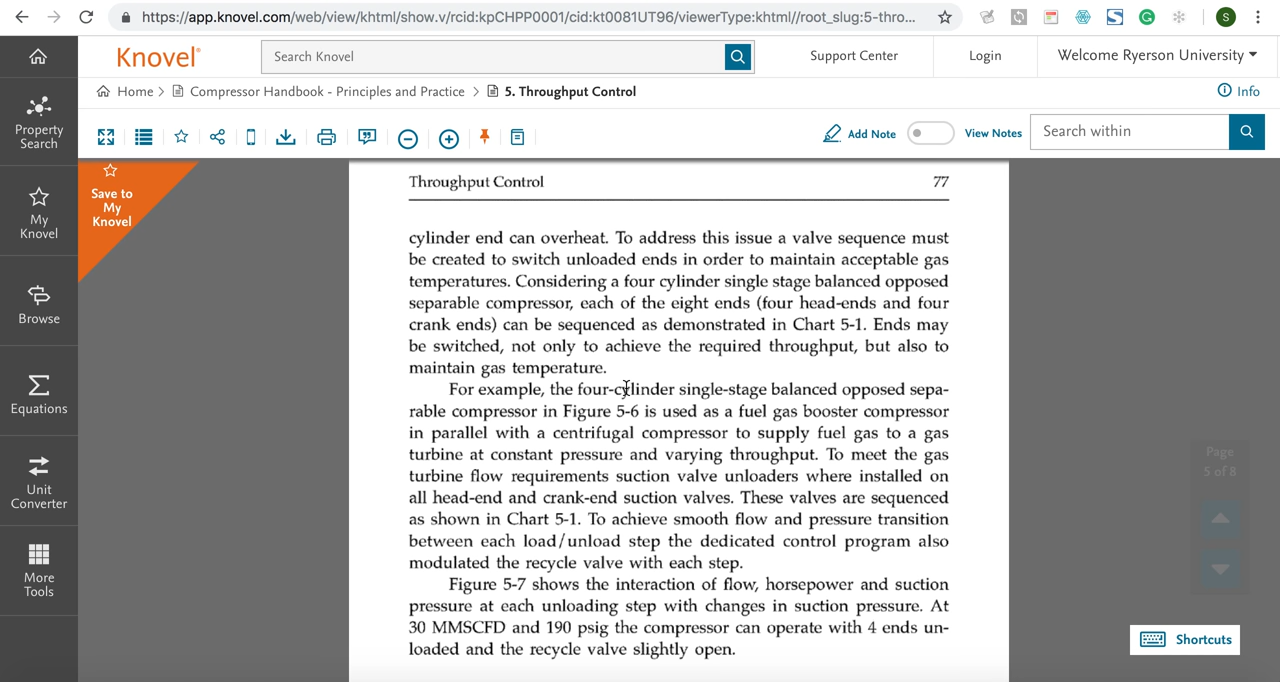 https://app.knovel.com/web/view/khtml/show.v/rcid:kpCHPP0001/cid:kt0081UT96/viewerType:khtml//root_slug:5-thro...
S
Knovel
Search Knovel
Support Center
Login
Welcome Ryerson University
Home > Compressor Handbook - Principles and Practice > 5. Throughput Control
Info
Property
Search
My
Knovel
Browse
Equations
Unit
Converter
More
Tools
Add Note
View Notes
Search within
Save to
My
Knovel
Throughput Control 77
cylinder end can overheat. To address this issue a valve sequence must
be created to switch unloaded ends in order to maintain acceptable gas
temperatures. Considering a four cylinder single stage balanced opposed
separable compressor, each of the eight ends (four head-ends and four
crank ends) can be sequenced as demonstrated in Chart 5-1. Ends may
be switched, not only to achieve the required throughput, but also to
maintain gas temperature.
For example, the four-cylinder single-stage balanced opposed sepa-
rable compressor in Figure 5-6 is used as a fuel gas booster compressor
in parallel with a centrifugal compressor to supply fuel gas to a gas
turbine at constant pressure and varying throughput. To meet the gas
turbine flow requirements suction valve unloaders where installed on
all head-end and crank-end suction valves. These valves are sequenced
as shown in Chart 5-1. To achieve smooth flow and pressure transition
between each load/unload step the dedicated control program also
modulated the recycle valve with each step.
Figure 5-7 shows the interaction of flow, horsepower and suction
pressure at each unloading step with changes in suction pressure. At
30 MMSCFD and 190 psig the compressor can operate with 4 ends un-
loaded and the recycle valve slightly open.
Page
5 of 8
Shortcuts